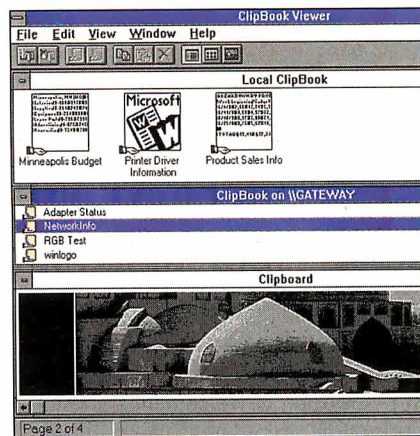 ClipBook Viewer
File Edit View Window Help
Local ClipBook
Microsoft
Minneapolis Budget
Printer Driver
Information
Product Sales Info
ClipBook on \\GATEWAY
Adapter Status
NetworkInfo
RGB Test
winlogo
Clipboard
Page 2 of 4